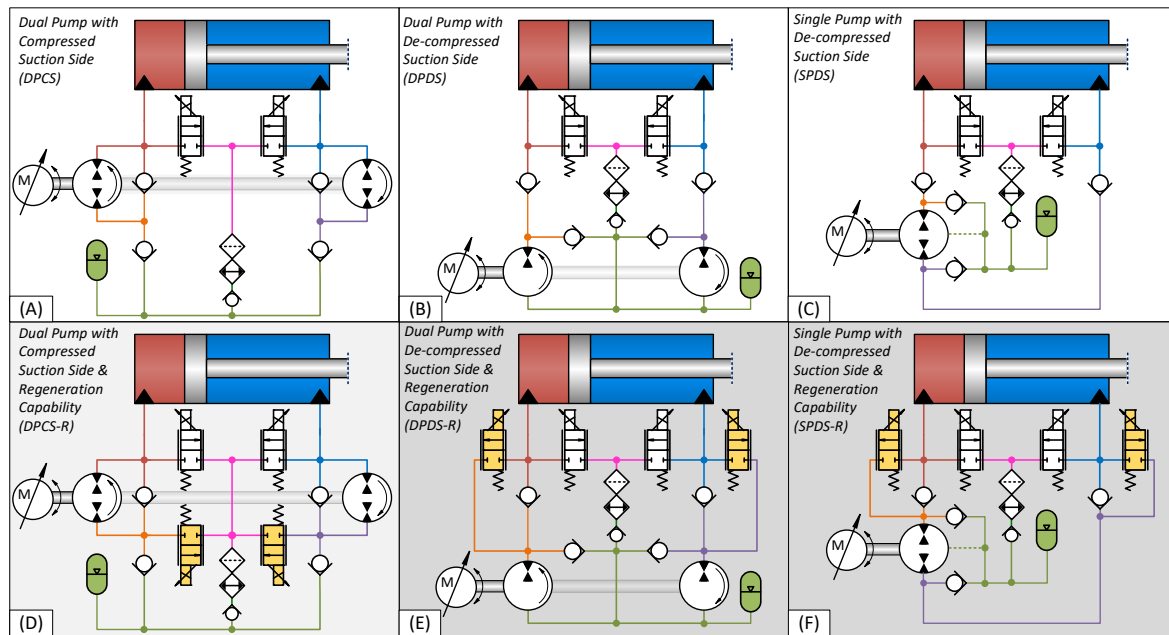 Dual Pump with
Compressed
Suction Side
(DPCS)
M
(A)
Dual Pump with
De-compressed
Suction Side
(DPDS)
M
(B)
Single Pump with
De-compressed
Suction Side
(SPDS)
M
(C)
Dual Pump with
Compressed
Suction Side &
Regeneration
Capability
(DPCS-R)
M
(D)
Dual Pump with
De-compressed
Suction Side &
Regeneration
Capability
(DPDS-R)
M
(E)
Single Pump with
De-compressed
Suction Side &
Regeneration
Capability
(SPDS-R)
M
(F)